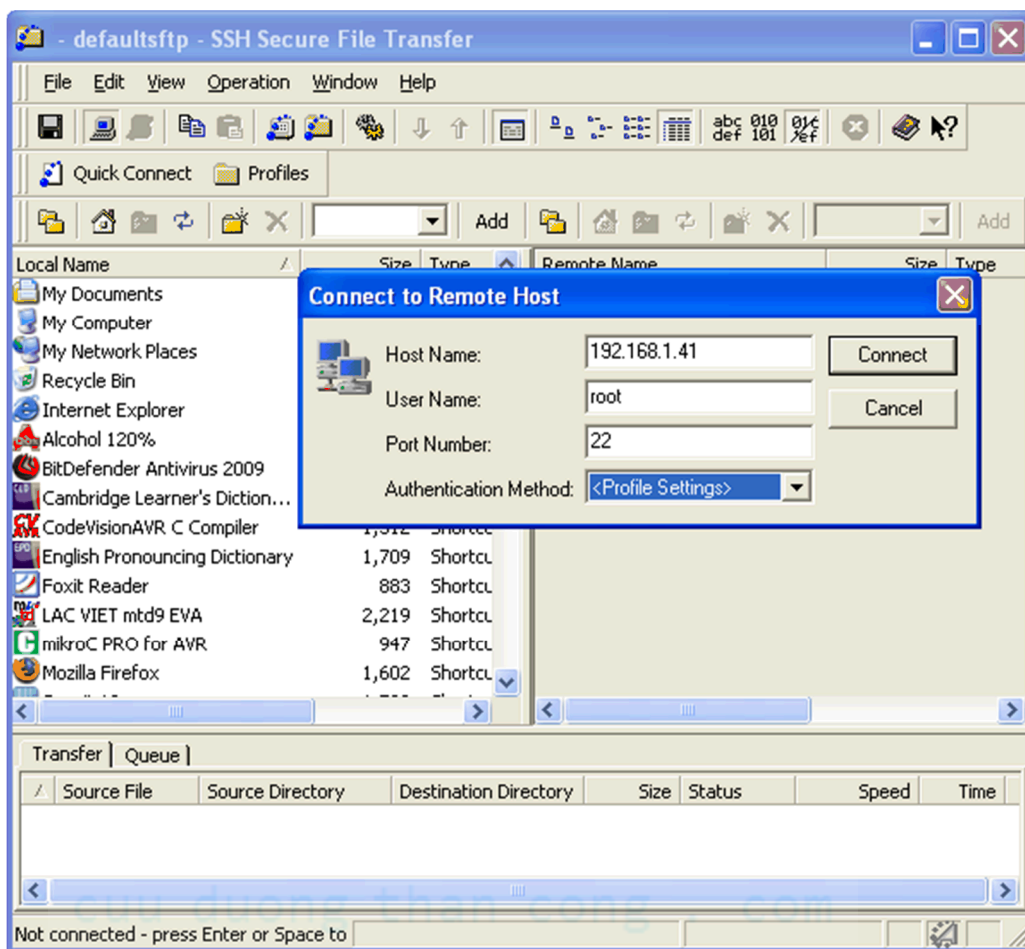 - defaultsftp - SSH Secure File Transfer
File Edit View Operation Window Help
abc def 010 101
Quick Connect Profiles
Add Add
Local Name Size Type Remote Name Size Type
My Documents
My Computer
My Network Places
Recycle Bin
Internet Explorer
Alcohol 120%
BitDefender Antivirus 2009
Cambridge Learner's Diction...
CodeVisionAVR C Compiler 1,512 Shortcu
English Pronouncing Dictionary 1,709 Shortcu
Foxit Reader 883 Shortcu
LAC VIET mtd9 EVA 2,219 Shortcu
mikroC PRO for AVR 947 Shortcu
Mozilla Firefox 1,602 Shortcu
Connect to Remote Host
Host Name: 192.168.1.41 Connect
User Name: root Cancel
Port Number: 22
Authentication Method: <Profile Settings>
Transfer Queue
Source File Source Directory Destination Directory Size Status Speed Time
cuu duong than cong . com
Not connected - press Enter or Space to